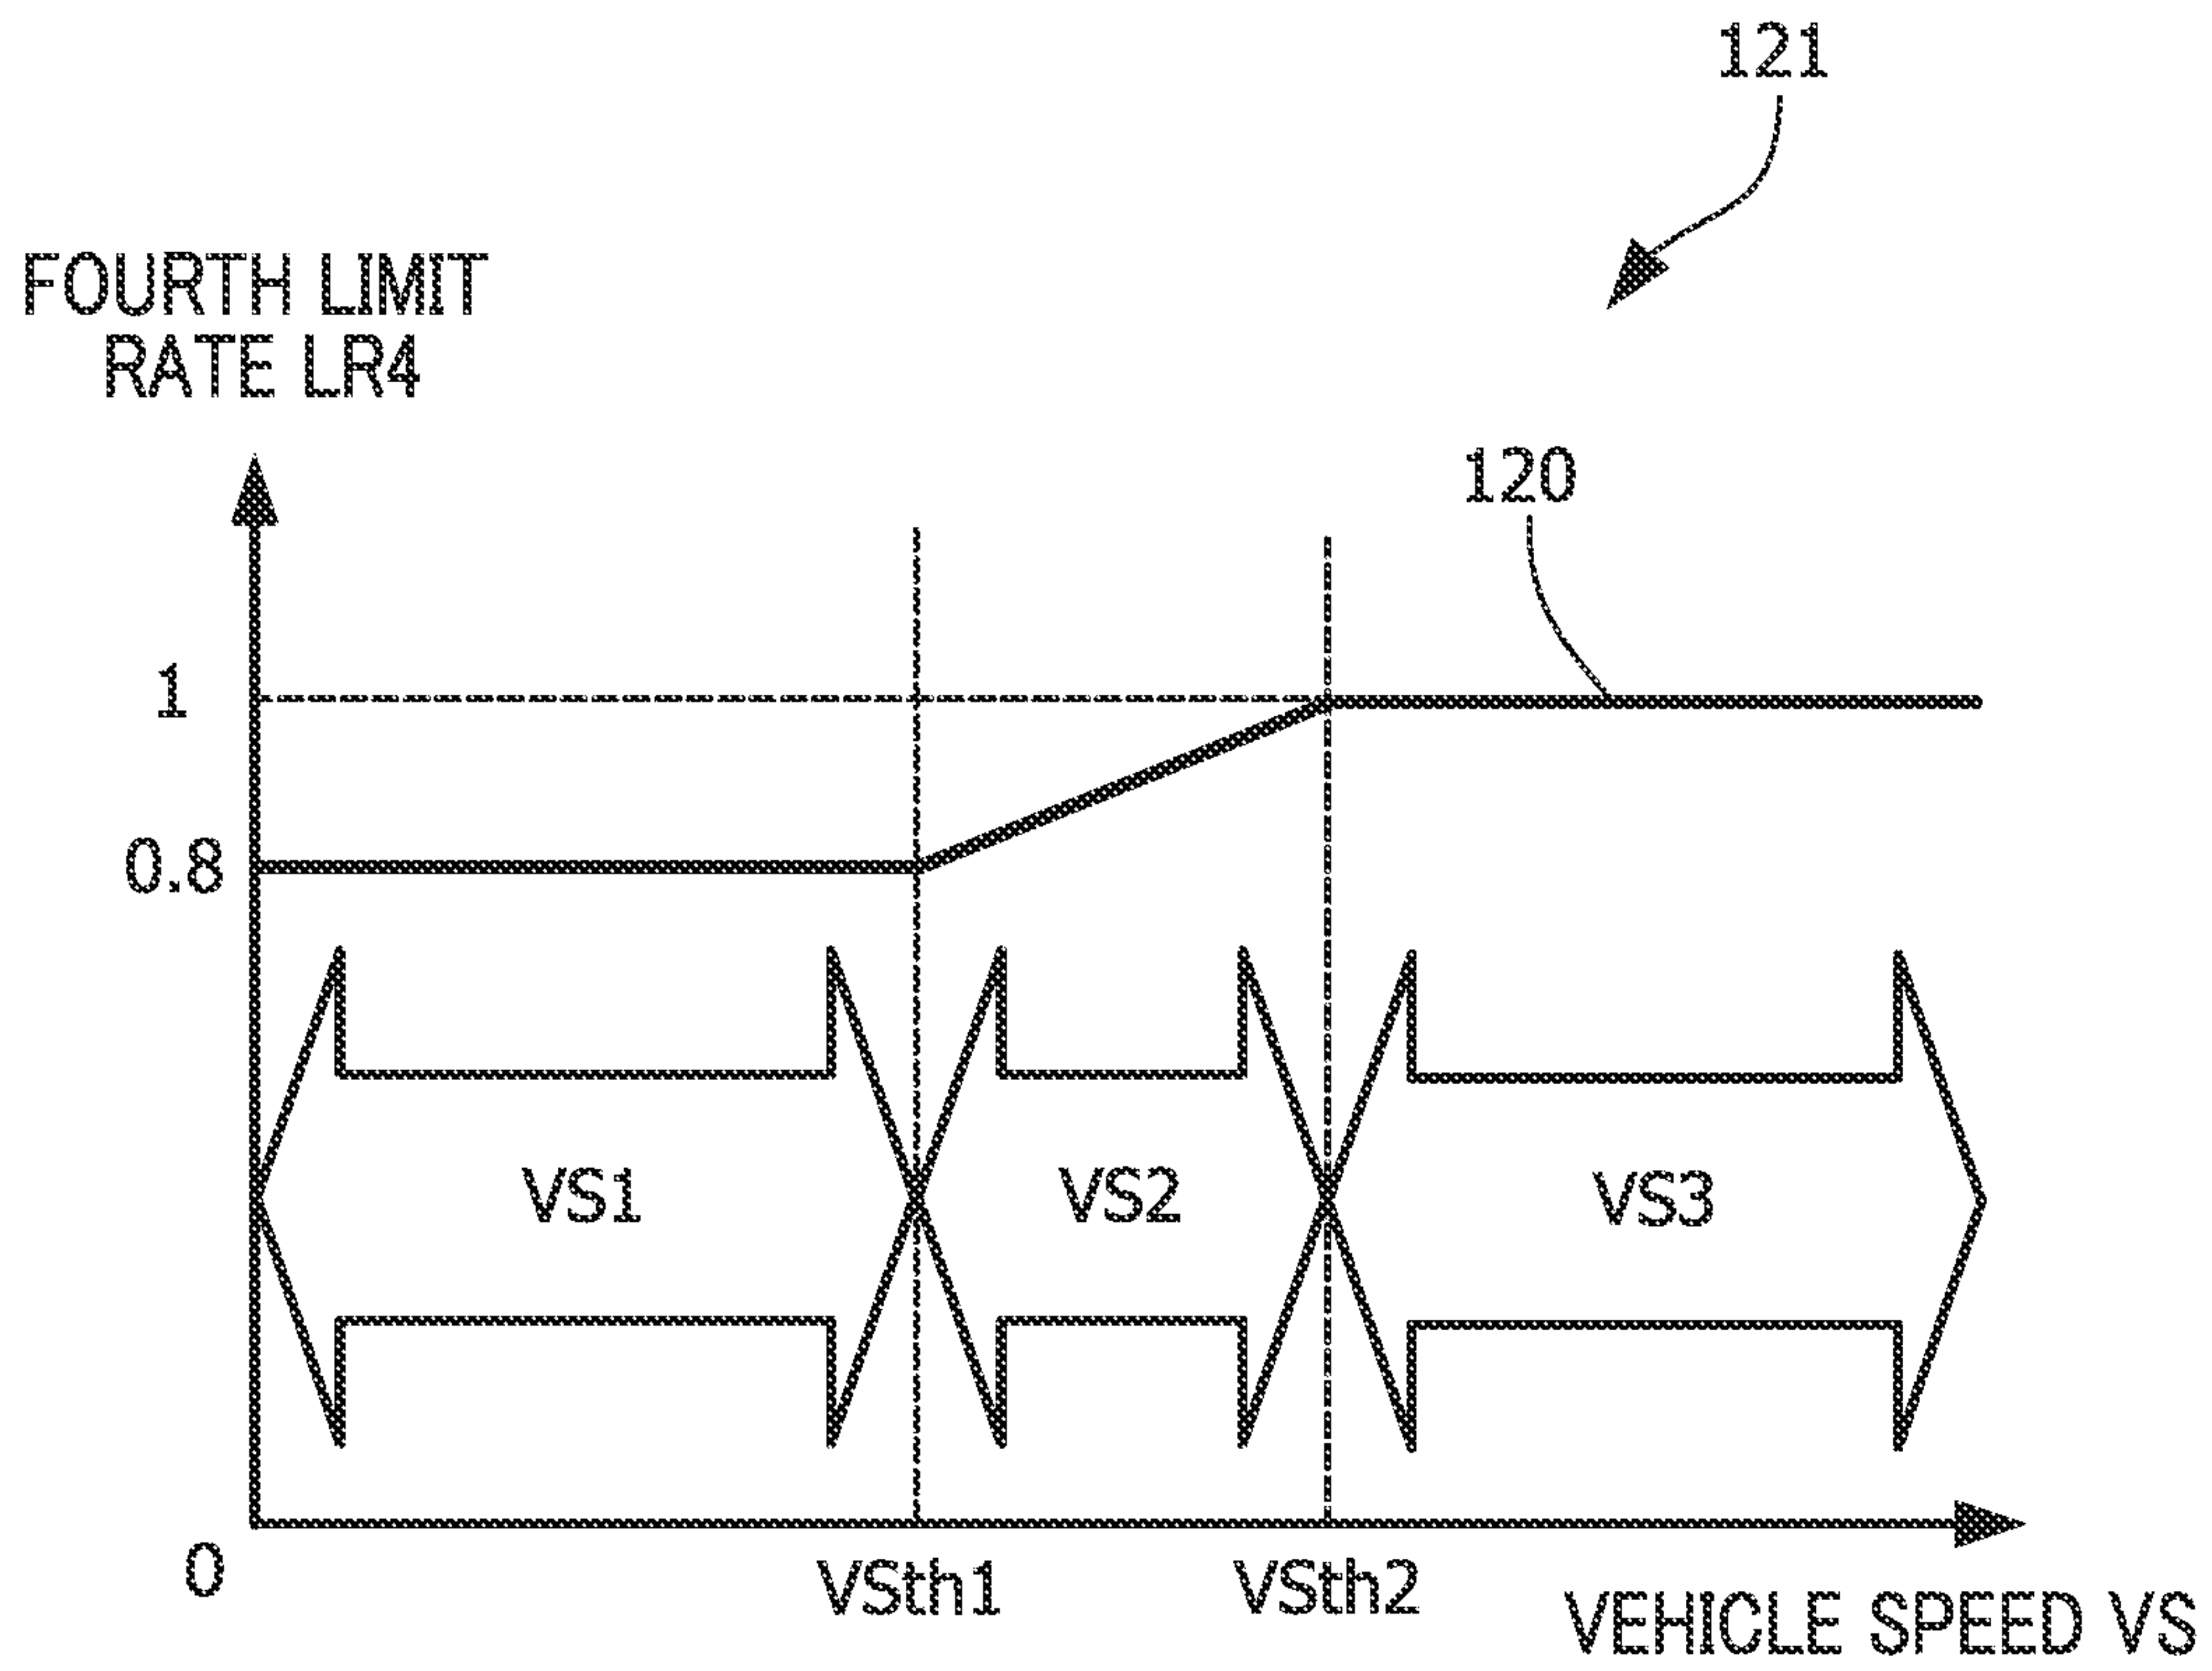 121
FOURTH LIMIT
RATE LR4
120
1
0.8
VS1
VS2
VS3
0
VSth1
VSth2
VEHICLE SPEED VS